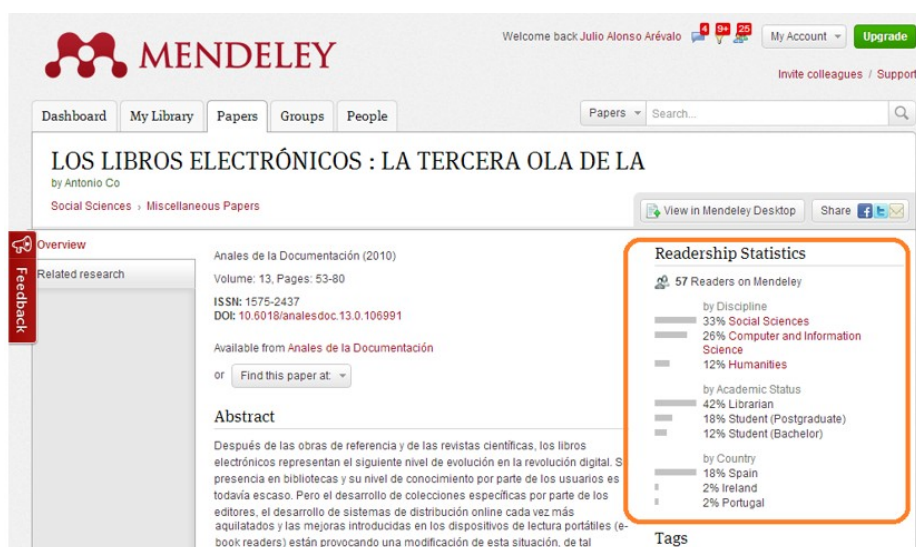 MENDELEY
Welcome back Julio Alonso Arévalo 4 9+ 25 My Account Upgrade
Invite colleagues / Support
Dashboard My Library Papers Groups People
Papers Search...
LOS LIBROS ELECTRÓNICOS : LA TERCERA OLA DE LA
by Antonio Co
Social Sciences › Miscellaneous Papers
View in Mendeley Desktop Share
Feedback
Overview
Related research
Anales de la Documentación (2010)
Volume: 13, Pages: 53-80
ISSN: 1575-2437
DOI: 10.6018/analesdoc.13.0.106991
Available from Anales de la Documentación
or Find this paper at:
Abstract
Después de las obras de referencia y de las revistas científicas, los libros
electrónicos representan el siguiente nivel de evolución en la revolución digital. S
presencia en bibliotecas y su nivel de conocimiento por parte de los usuarios es
todavía escaso. Pero el desarrollo de colecciones específicas por parte de los
editores, el desarrollo de sistemas de distribución online cada vez más
aquilatados y las mejoras introducidas en los dispositivos de lectura portátiles (e-
book readers) están provocando una modificación de esta situación, de tal
Readership Statistics
57 Readers on Mendeley
by Discipline
33% Social Sciences
26% Computer and Information
Science
12% Humanities
by Academic Status
42% Librarian
18% Student (Postgraduate)
12% Student (Bachelor)
by Country
18% Spain
2% Ireland
2% Portugal
Tags